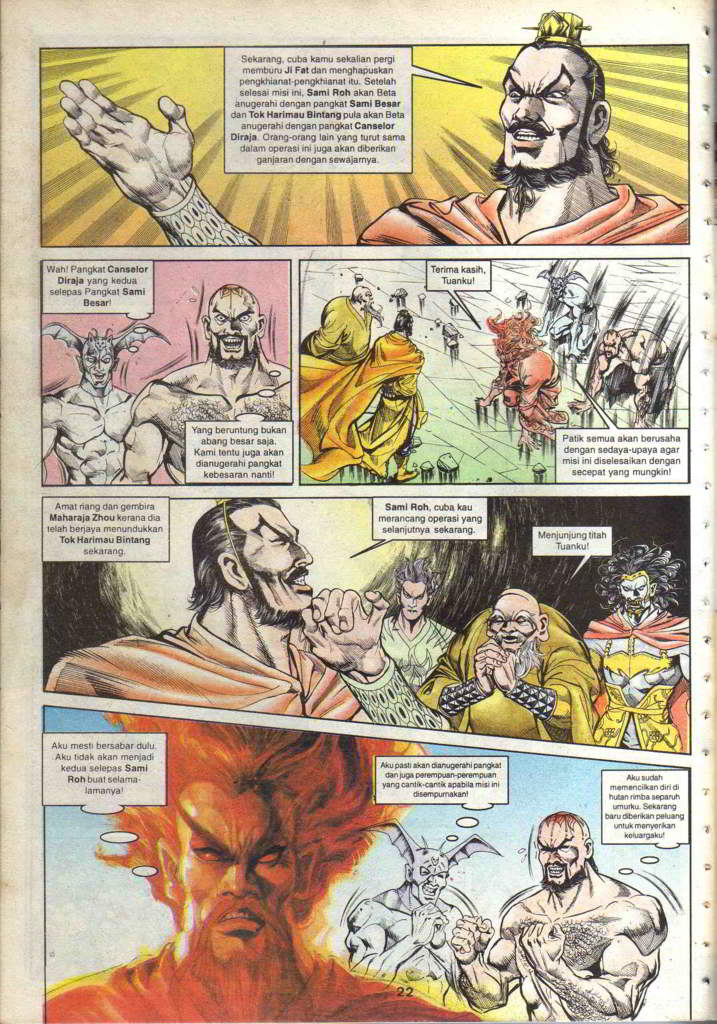 Sekarang, cuba kamu sekalian pergi
memburu Ji Fat dan menghapuskan
pengkhianat-pengkhianat itu. Setelah
selesai misi ini, Sami Roh akan Beta
anugerahi dengan pangkat Sami Besar
dan Tok Harimau Bintang pula akan Beta
anugerahi dengan pangkat Canselor
Diraja. Orang-orang lain yang turut sama
dalam operasi ini juga akan diberikan
ganjaran dengan sewajarnya.
Wah! Pangkat Canselor
Diraja yang kedua
selepas Pangkat Sami
Besar!
Yang beruntung bukan
abang besar saja.
Kami tentu juga akan
dianugerahi pangkat
kebesaran nanti!
Terima kasih,
Tuanku!
Patik semua akan berusaha
dengan sedaya-upaya agar
misi ini diselesaikan dengan
secepat yang mungkin!
Amat riang dan gembira
Maharaja Zhou kerana dia
telah berjaya menundukkan
Tok Harimau Bintang
sekarang.
Sami Roh, cuba kau
merancang operasi yang
selanjutnya sekarang.
Menjunjung titah
Tuanku!
Aku mesti bersabar dulu.
Aku tidak akan menjadi
kedua selepas Sami
Roh buat selama-
lamanya!
Aku pasti akan dianugerahi pangkat
dan juga perempuan-perempuan
yang cantik-cantik apabila misi ini
disempurnakan!
Aku sudah
memencilkan diri di
hutan rimba separuh
umurku. Sekarang
baru diberikan peluang
untuk menyerikan
keluargaku!
22